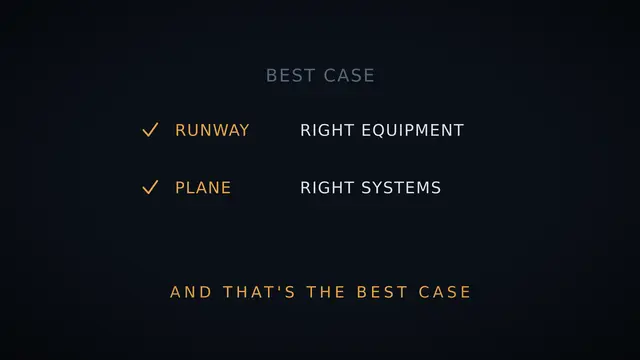 BEST CASE
RUNWAY RIGHT EQUIPMENT
PLANE RIGHT SYSTEMS
AND THAT'S THE BEST CASE